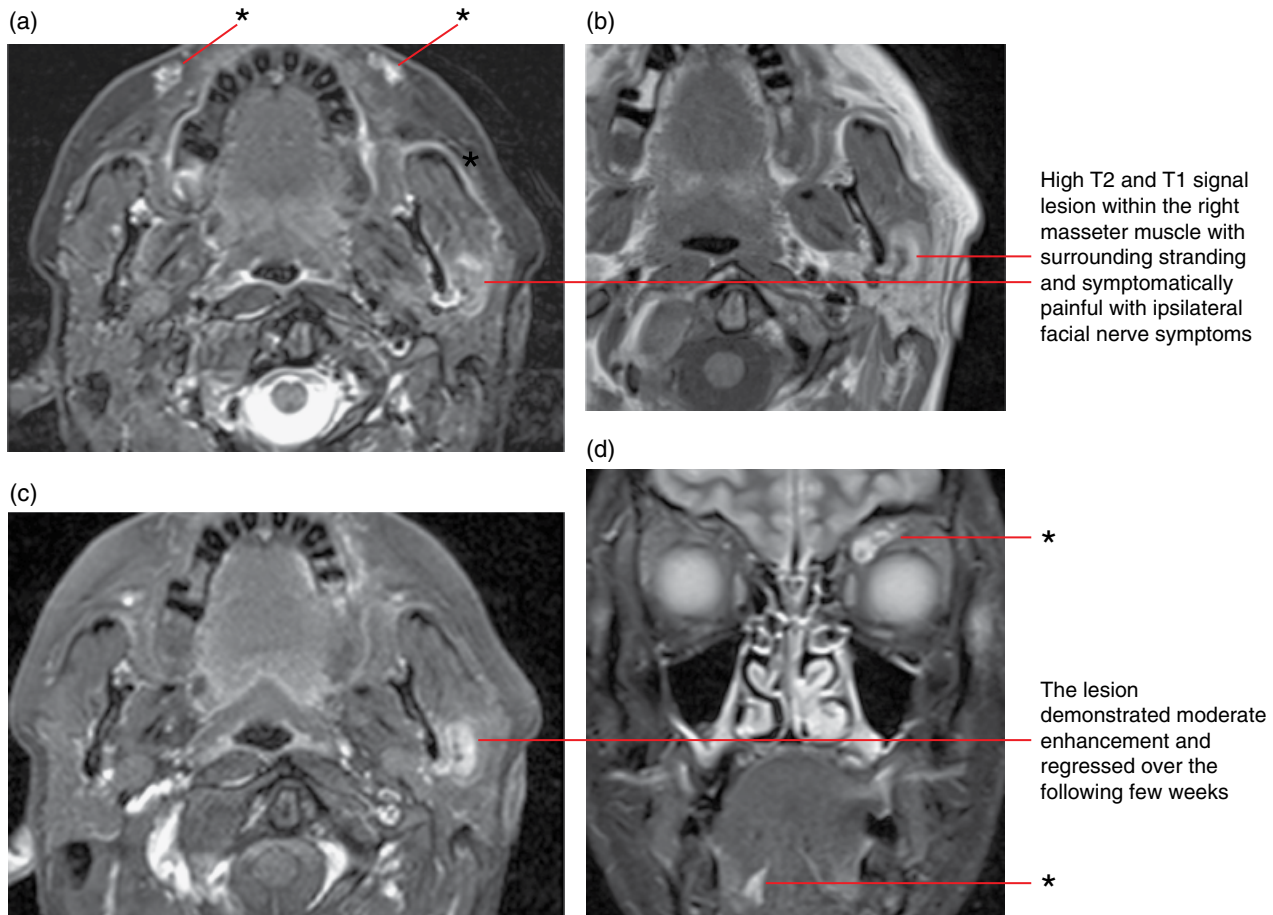 (a)
*
*
*
(b)
High T2 and T1 signal
lesion within the right
masseter muscle with
surrounding stranding
and symptomatically
painful with ipsilateral
facial nerve symptoms
(c)
(d)
*
The lesion
demonstrated moderate
enhancement and
regressed over the
following few weeks
*